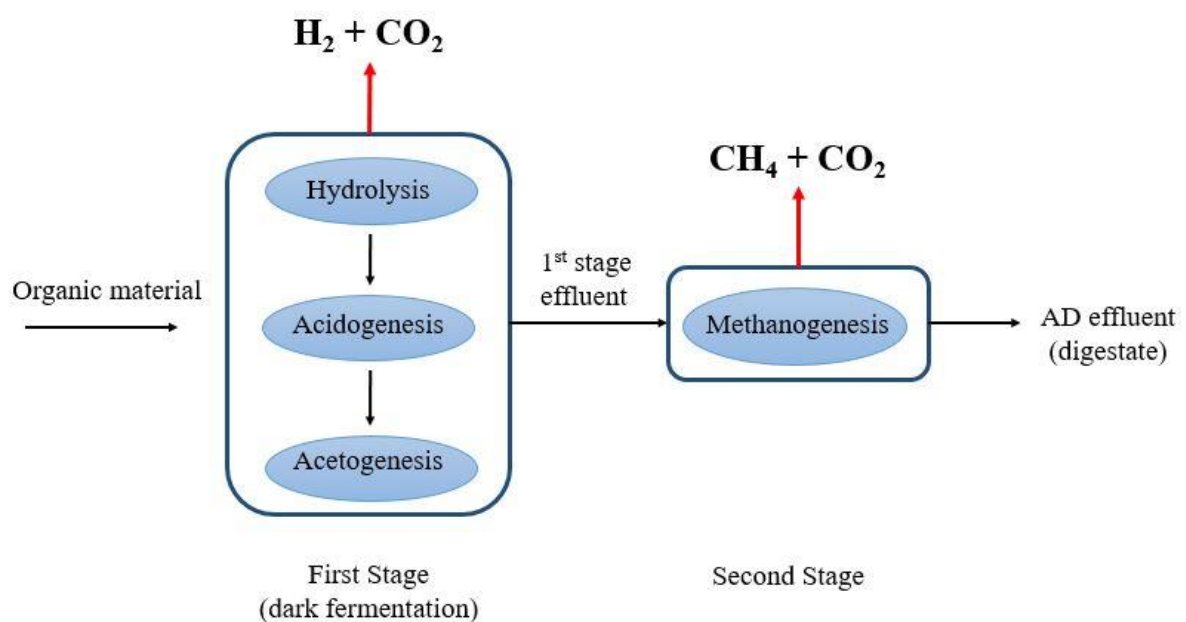 H₂ + CO₂
CH₄ + CO₂
Hydrolysis
Organic material
Acidogenesis
1ˢᵗ stage
effluent
Methanogenesis
AD effluent
(digestate)
Acetogenesis
First Stage
(dark fermentation)
Second Stage